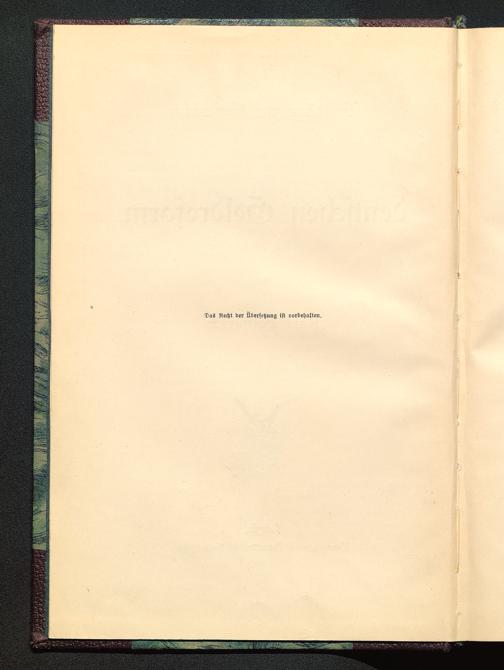 Das Recht der Übersetzung ist vorbehalten.